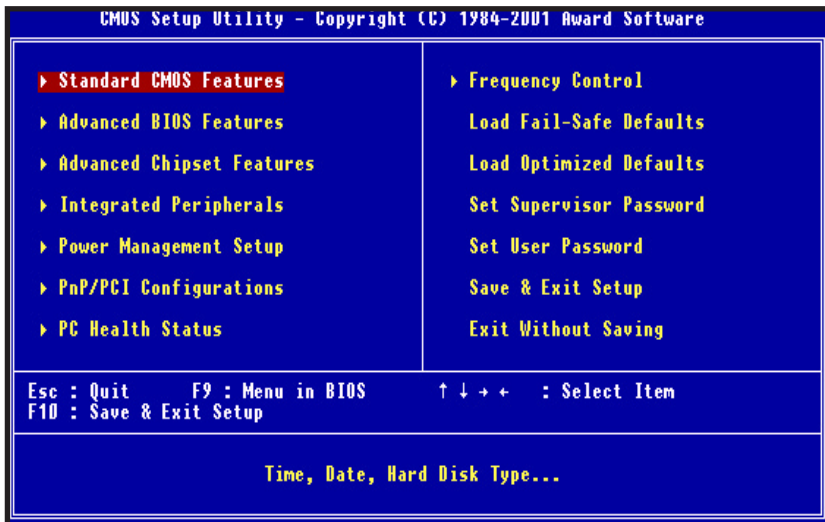 CMOS Setup Utility - Copyright (C) 1984-2001 Award Software
▸ Standard CMOS Features
▸ Advanced BIOS Features
▸ Advanced Chipset Features
▸ Integrated Peripherals
▸ Power Management Setup
▸ PnP/PCI Configurations
▸ PC Health Status
▸ Frequency Control
Load Fail-Safe Defaults
Load Optimized Defaults
Set Supervisor Password
Set User Password
Save & Exit Setup
Exit Without Saving
Esc : Quit F9 : Menu in BIOS ↑ ↓ → ← : Select Item
F10 : Save & Exit Setup
Time, Date, Hard Disk Type...